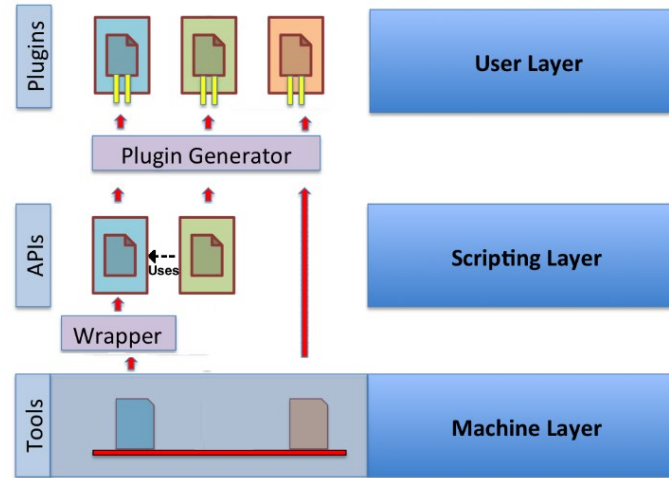 Plugins
User Layer
Plugin Generator
APIs
Uses
Scripting Layer
Wrapper
Tools
Machine Layer